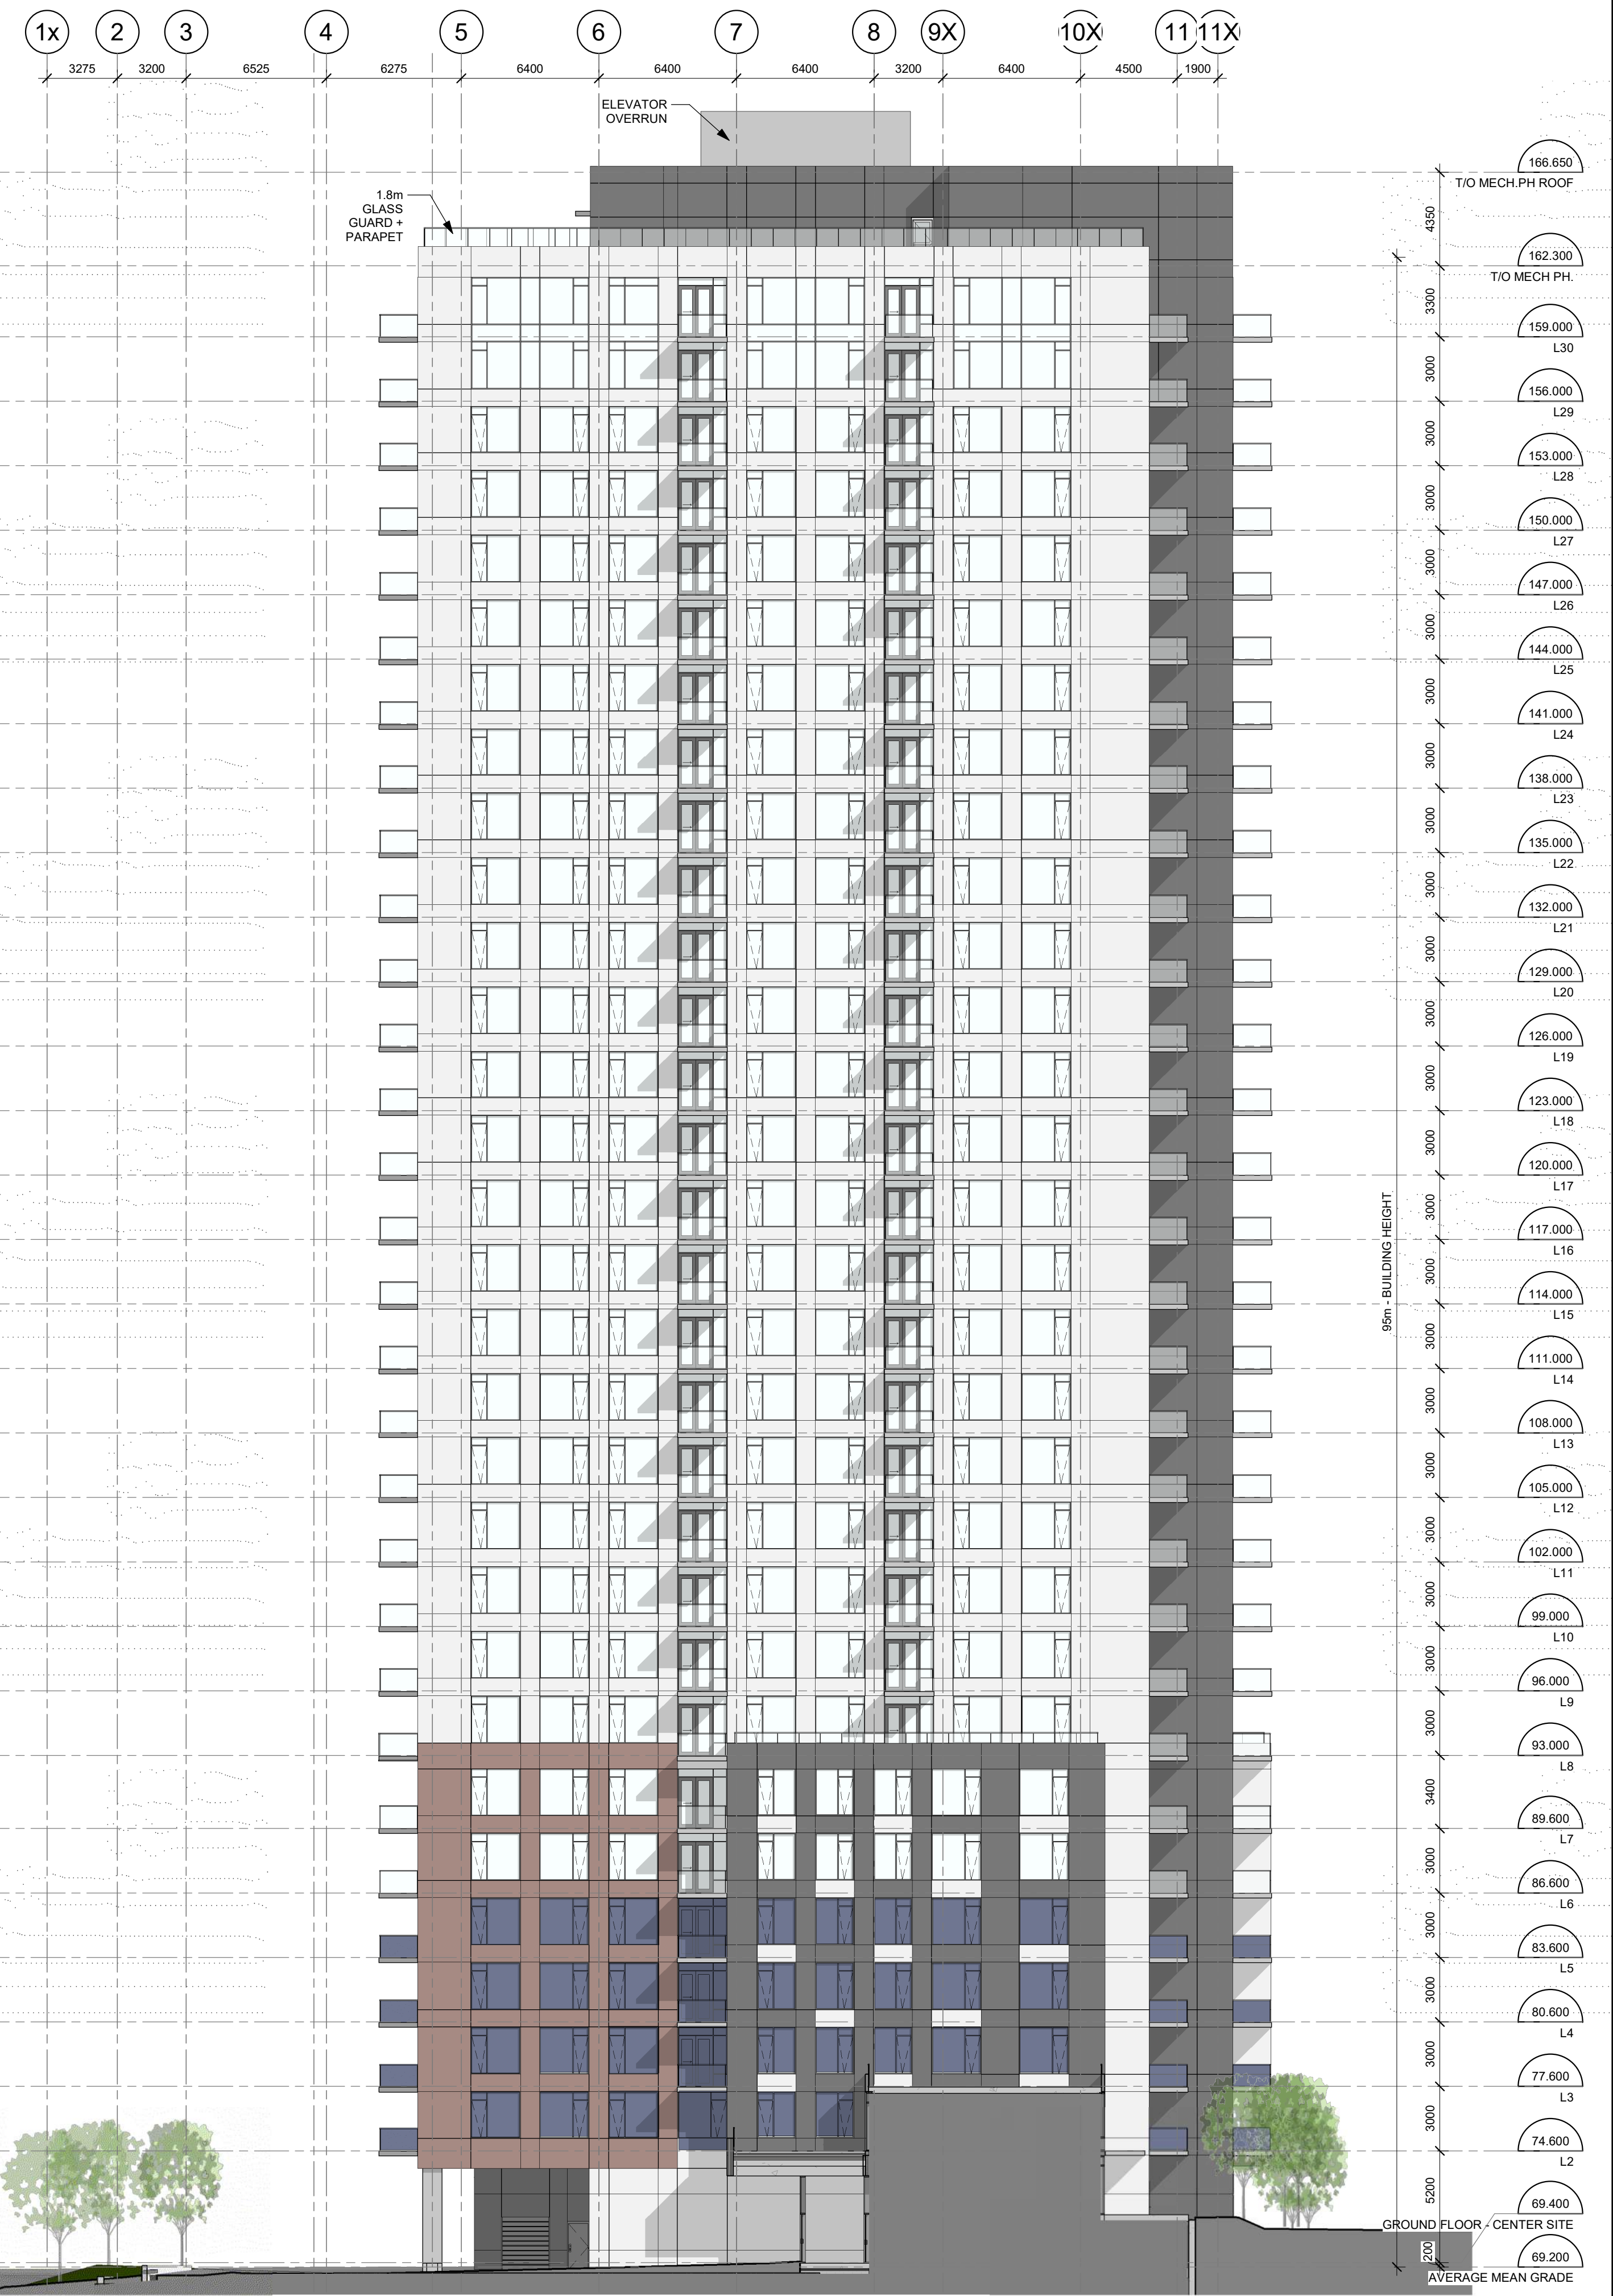 1x 2 3 4 5 6 7 8 9X 10X 11 11X
3275 3200 6525 6275 6400 6400 6400 3200 6400 4500 1900
ELEVATOR
OVERRUN
1.8m
GLASS
GUARD +
PARAPET
166.650
T/O MECH.PH ROOF
4350
162.300
T/O MECH PH.
3300
159.000
L30
3000
156.000
L29
3000
153.000
L28
3000
150.000
L27
3000
147.000
L26
3000
144.000
L25
3000
141.000
L24
3000
138.000
L23
3000
135.000
L22
3000
132.000
L21
3000
129.000
L20
3000
126.000
L19
3000
123.000
L18
3000
120.000
L17
3000
117.000
L16
3000
114.000
L15
3000
111.000
L14
3000
108.000
L13
3000
105.000
L12
3000
102.000
L11
3000
99.000
L10
3000
96.000
L9
3000
93.000
L8
3400
89.600
L7
3000
86.600
L6
3000
83.600
L5
3000
80.600
L4
3000
77.600
L3
3000
74.600
L2
5200
69.400
GROUND FLOOR - CENTER SITE
200
69.200
AVERAGE MEAN GRADE
95m - BUILDING HEIGHT